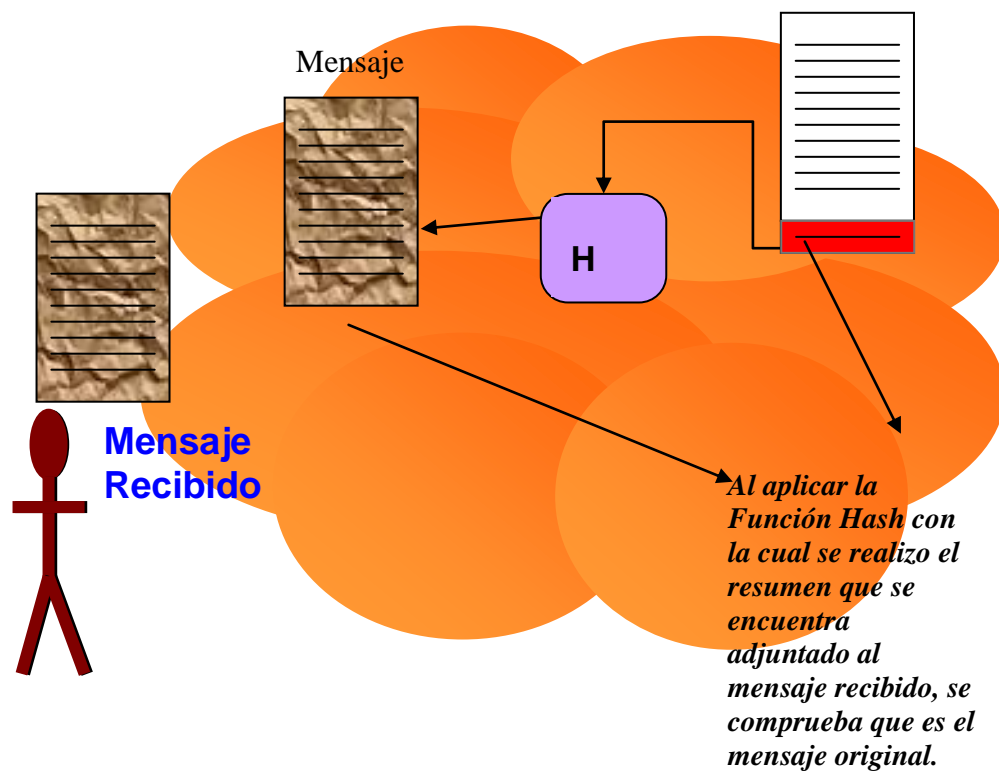 Mensaje
H
Mensaje
Recibido
Al aplicar la
Función Hash con
la cual se realizo el
resumen que se
encuentra
adjuntado al
mensaje recibido, se
comprueba que es el
mensaje original.